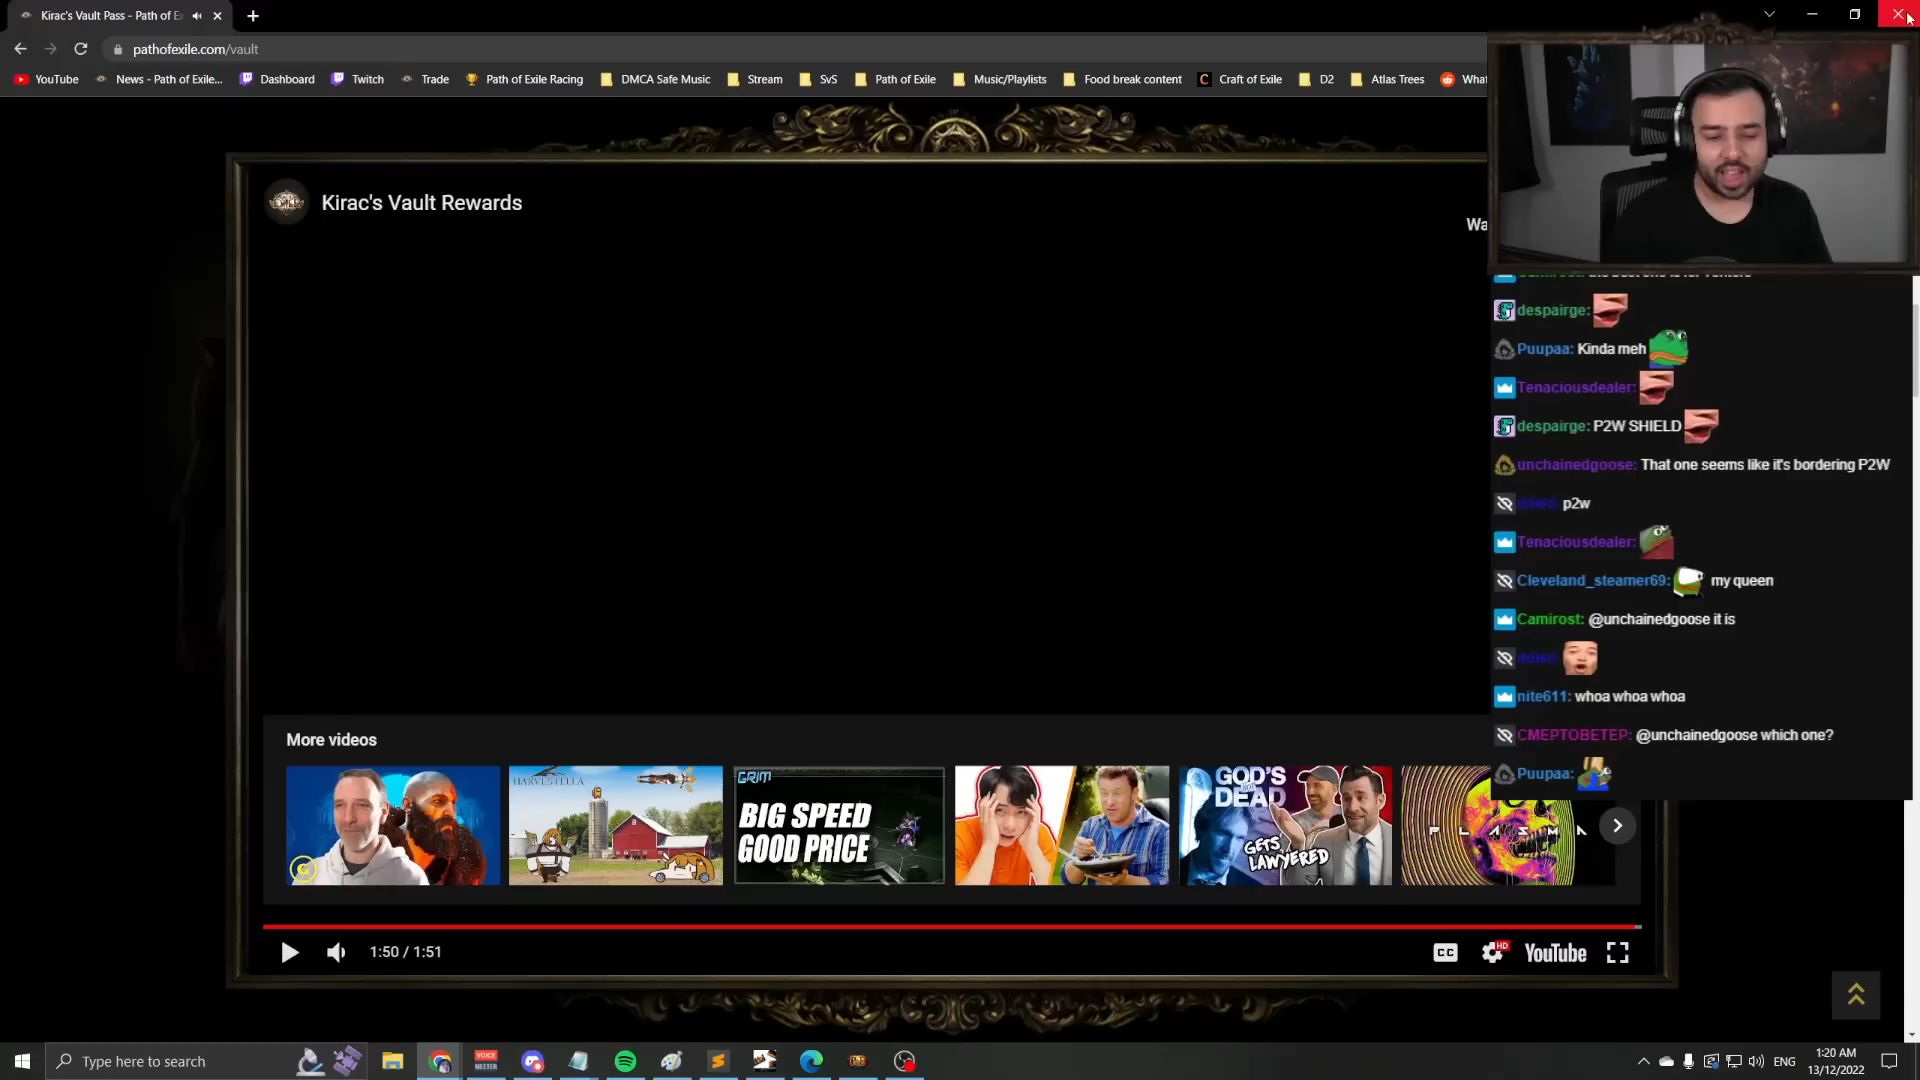 Kirac's Vault Pass - Path of Ex
pathofexile.com/vault
YouTube
News - Path of Exile...
Dashboard
Twitch
Trade
Path of Exile Racing
DMCA Safe Music
Stream
SvS
Path of Exile
Music/Playlists
Food break content
Craft of Exile
D2
Atlas Trees
What
Kirac's Vault Rewards
Wa
despairge:
Puupaa: Kinda meh
Tenaciousdealer:
despairge: P2W SHIELD
unchainedgoose: That one seems like it's bordering P2W
p2w
Tenaciousdealer:
Cleveland_steamer69: my queen
Camirost: @unchainedgoose it is
nite611: whoa whoa whoa
CMEPTOBETEP: @unchainedgoose which one?
Puupaa:
More videos
HARVESTELLA
GRIM
BIG SPEED
GOOD PRICE
GOD'S
DEAD
GETS
LAWYERED
PLASMA
1:50 / 1:51
CC
HD
YouTube
Type here to search
VOICE
MEETER
ENG
1:20 AM
13/12/2022